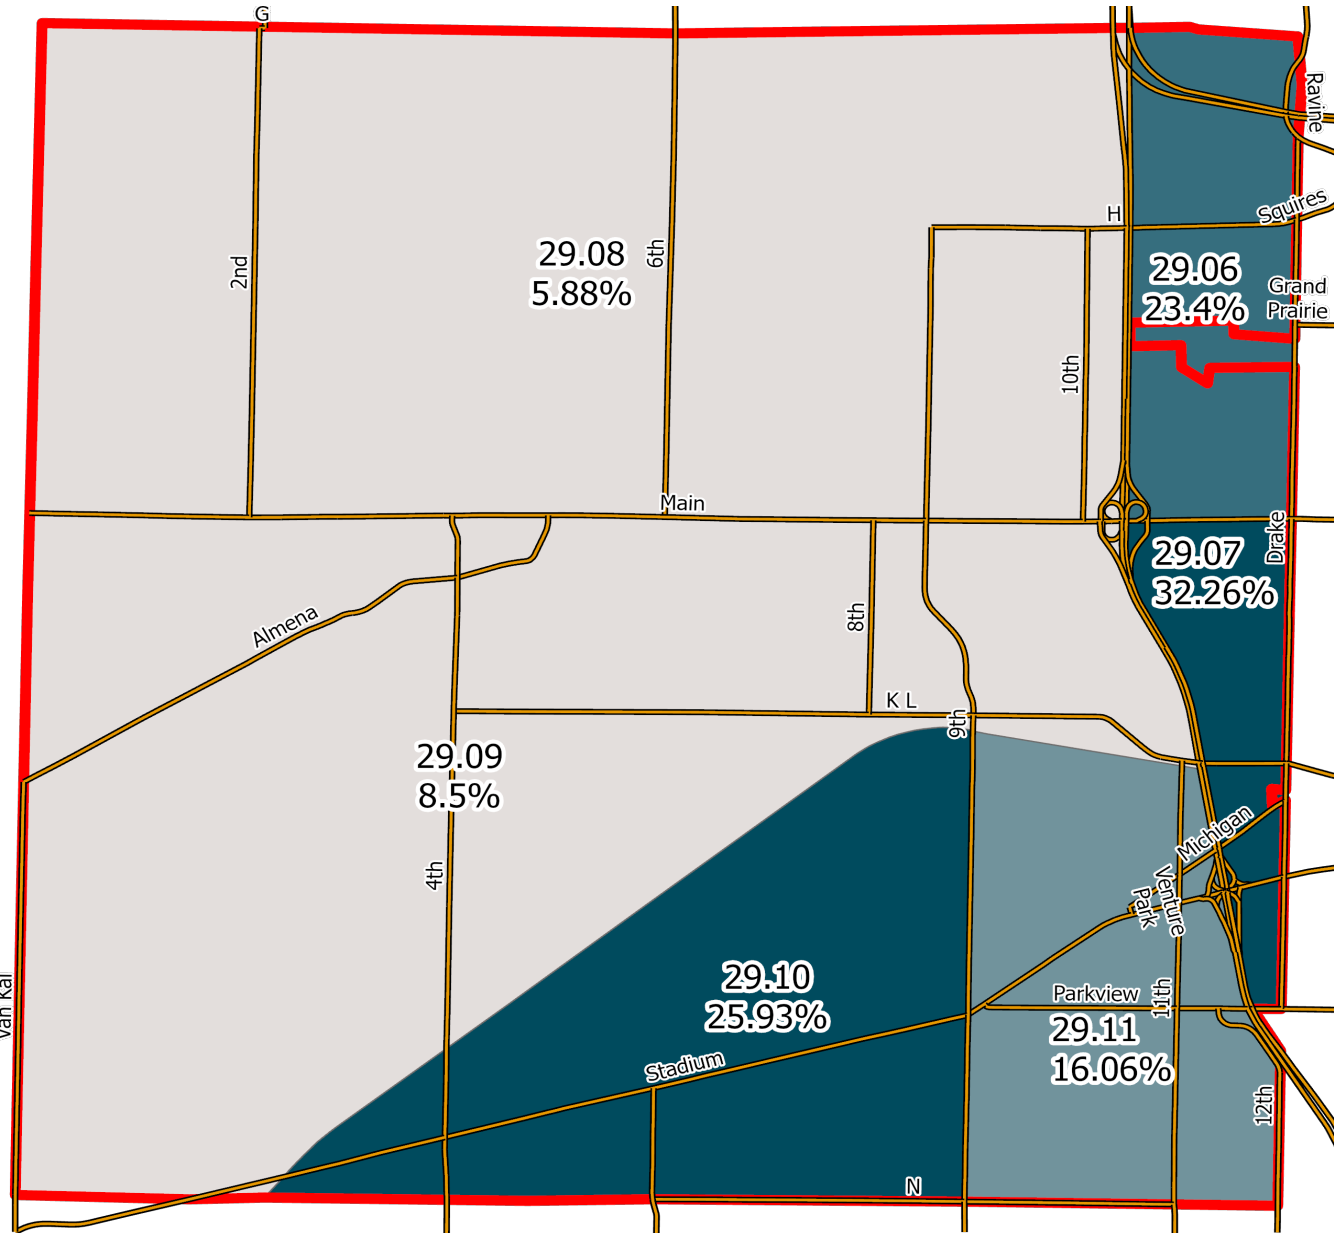 G
Ravine
Squires
H
2nd
6th
29.08
5.88%
29.06
23.4%
Grand
Prairie
10th
Main
Drake
29.07
32.26%
Almena
8th
K L
9th
29.09
8.5%
Michigan
4th
Venture
Park
29.10
25.93%
Van Kal
Parkview
11th
29.11
16.06%
Stadium
12th
N